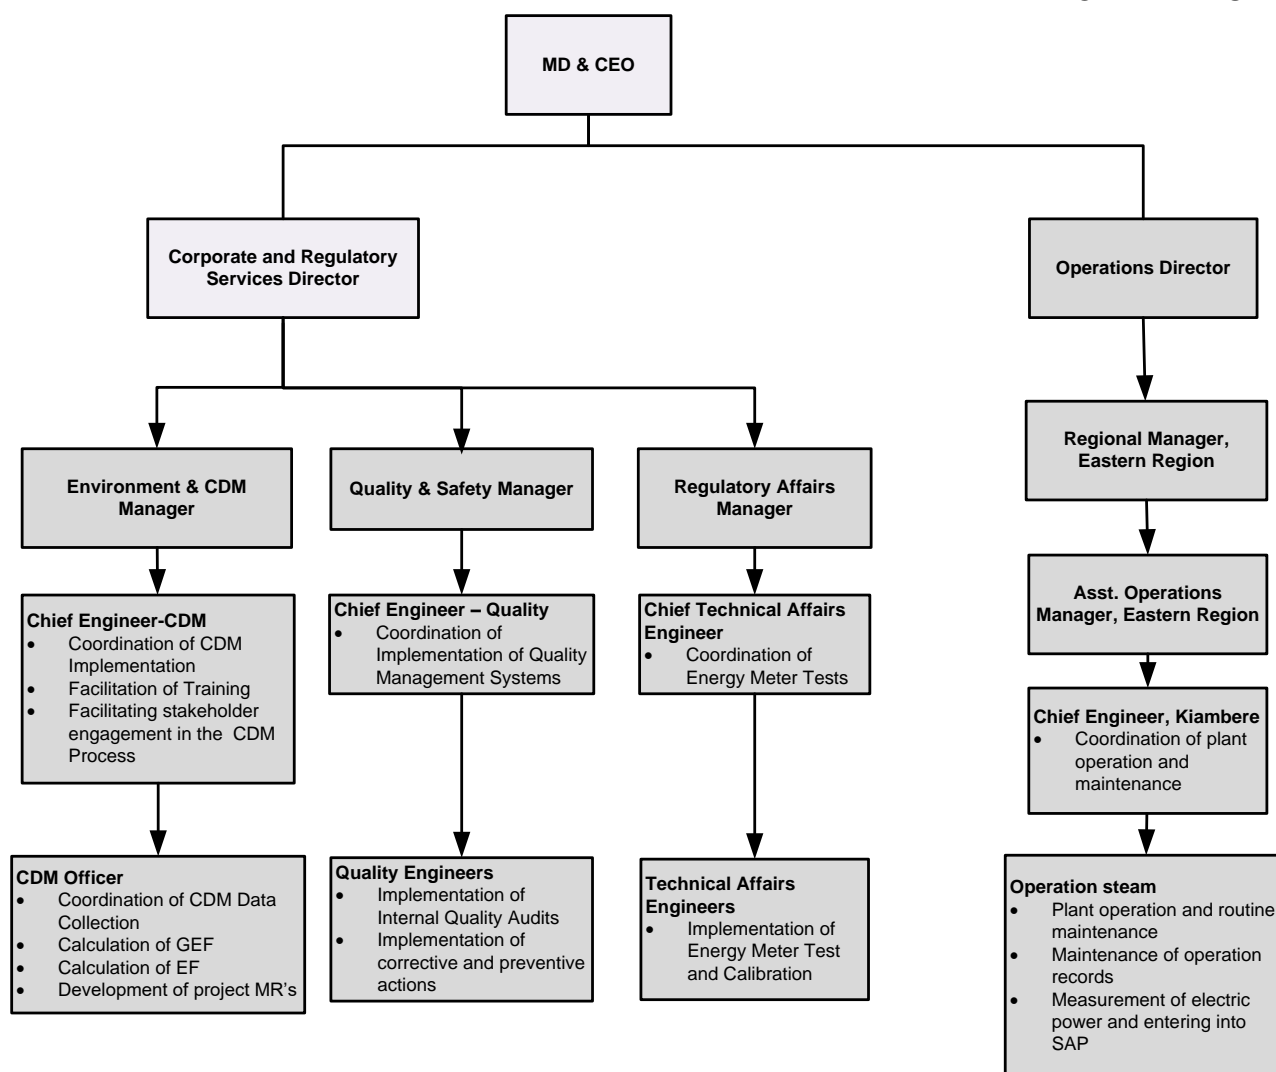 MD & CEO
Corporate and Regulatory
Services Director
Operations Director
Regional Manager,
Eastern Region
Environment & CDM
Manager
Quality & Safety Manager
Regulatory Affairs
Manager
Asst. Operations
Manager, Eastern Region
Chief Engineer-CDM
• Coordination of CDM
Implementation
• Facilitation of Training
• Facilitating stakeholder
engagement in the CDM
Process
Chief Engineer – Quality
• Coordination of
Implementation of Quality
Management Systems
Chief Technical Affairs
Engineer
• Coordination of
Energy Meter Tests
Chief Engineer, Kiambere
• Coordination of plant
operation and
maintenance
CDM Officer
• Coordination of CDM Data
Collection
• Calculation of GEF
• Calculation of EF
• Development of project MR's
Quality Engineers
• Implementation of
Internal Quality Audits
• Implementation of
corrective and preventive
actions
Technical Affairs
Engineers
• Implementation of
Energy Meter Test
and Calibration
Operation steam
• Plant operation and routine
maintenance
• Maintenance of operation
records
• Measurement of electric
power and entering into
SAP